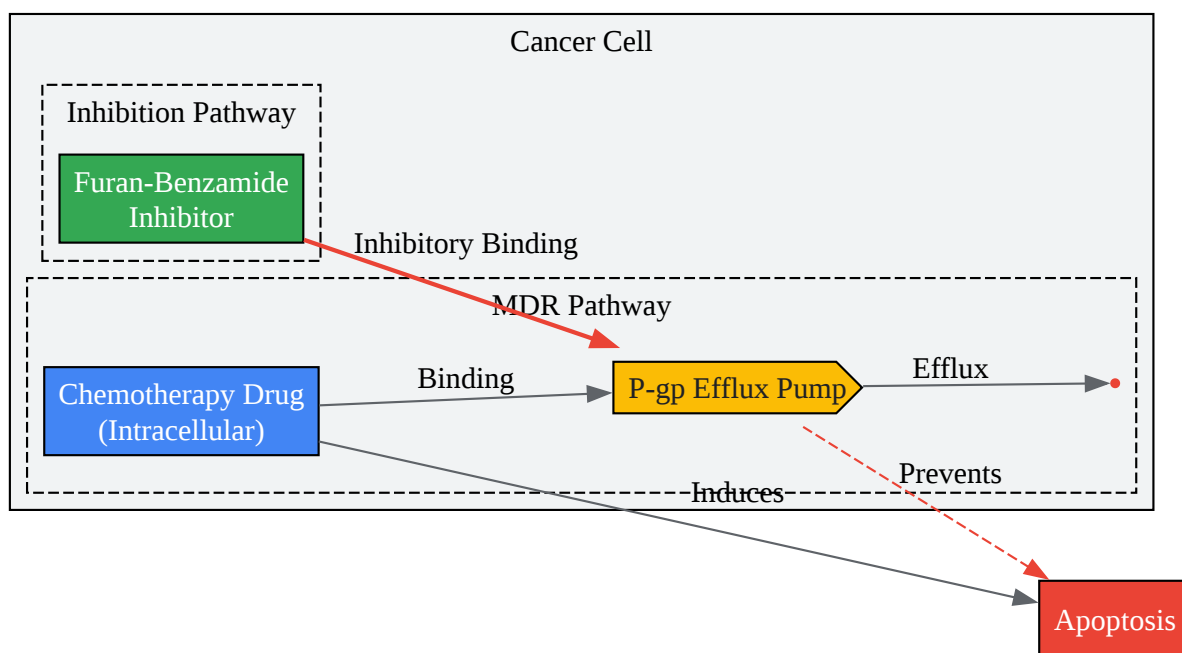 Cancer Cell
Inhibition Pathway
Furan-Benzamide
Inhibitor
Inhibitory Binding
MDR Pathway
Chemotherapy Drug
(Intracellular)
Binding
P-gp Efflux Pump
Efflux
Prevents
Induces
Apoptosis